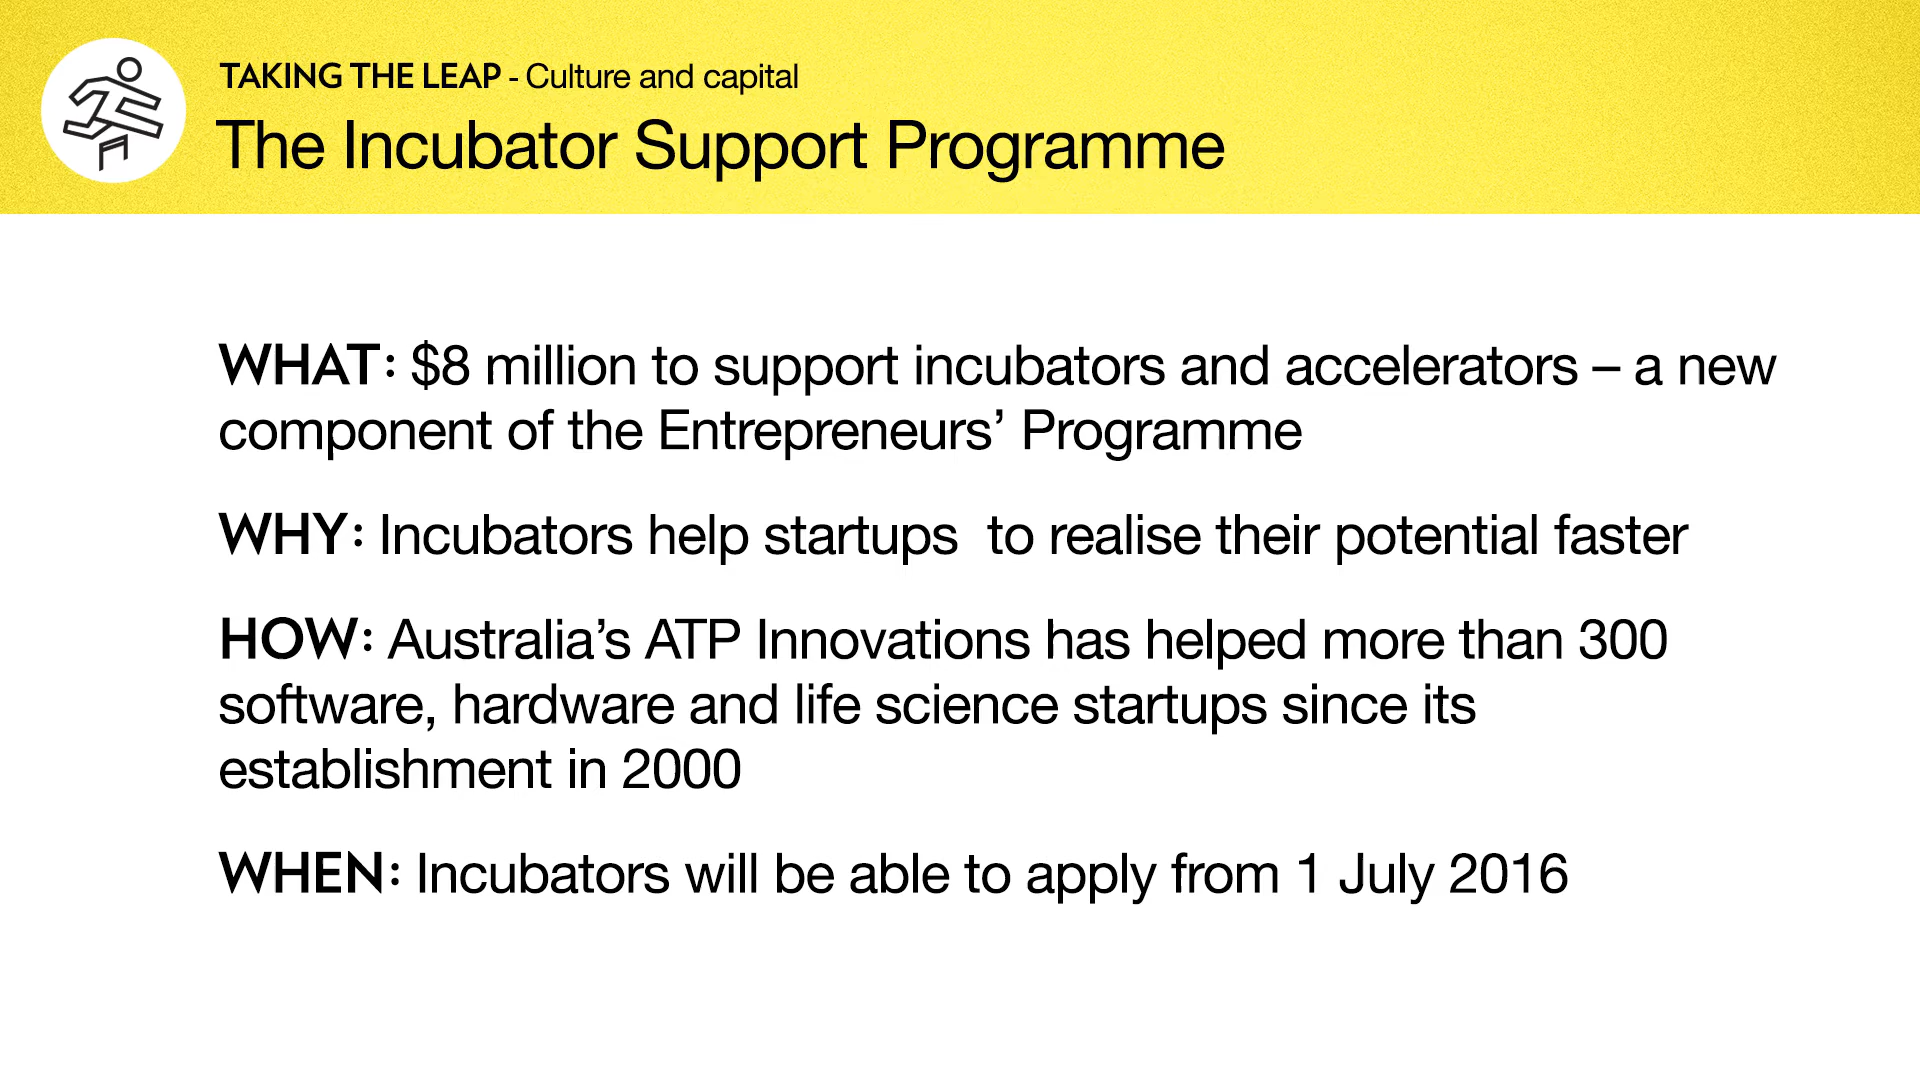 TAKING THE LEAP - Culture and capital
The Incubator Support Programme
WHAT: $8 million to support incubators and accelerators – a new
component of the Entrepreneurs’ Programme
WHY: Incubators help startups  to realise their potential faster
HOW: Australia’s ATP Innovations has helped more than 300
software, hardware and life science startups since its
establishment in 2000
WHEN: Incubators will be able to apply from 1 July 2016